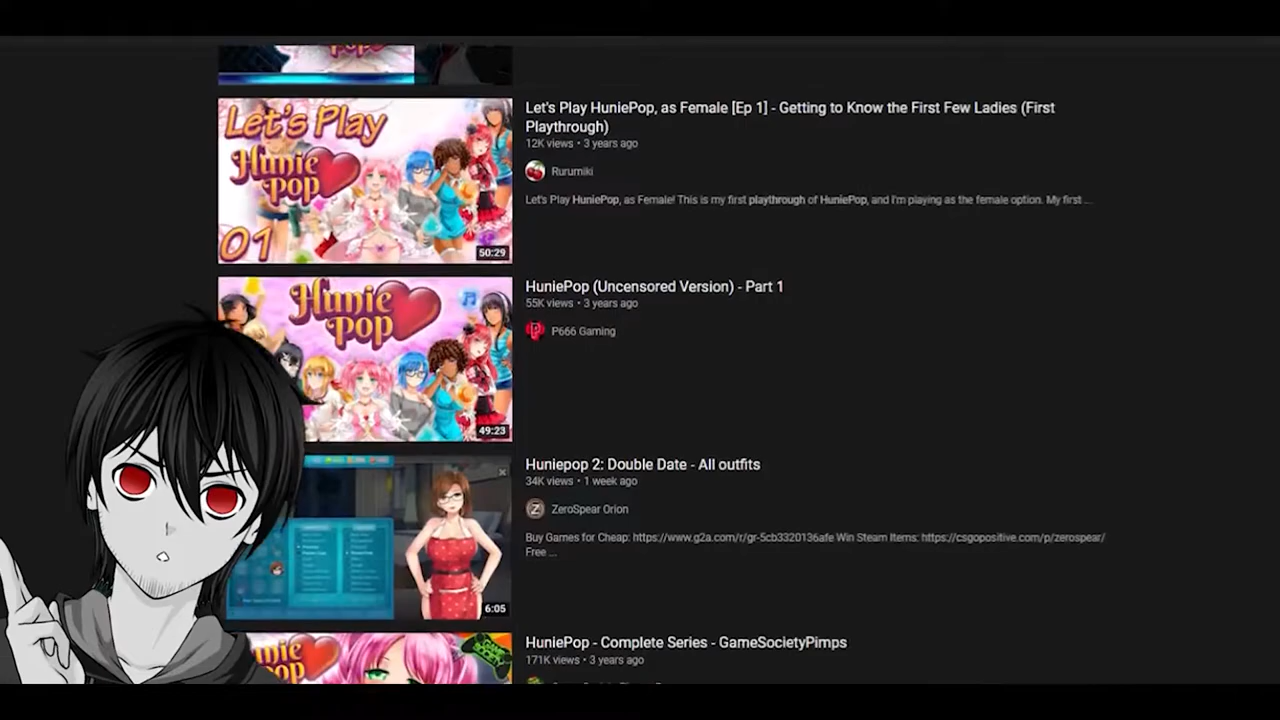 Pop
Let's Play HuniePop, as Female [Ep 1] - Getting to Know the First Few Ladies (First
Playthrough)
12K views • 3 years ago
Rurumiki
Let's Play HuniePop, as Female! This is my first playthrough of HuniePop, and I'm playing as the female option. My first ...
Let's Play
Hunie
Pop
01
50:29
HuniePop (Uncensored Version) - Part 1
55K views • 3 years ago
P666 Gaming
Hunie
Pop
49:23
Huniepop 2: Double Date - All outfits
34K views • 1 week ago
Z
ZeroSpear Orion
Buy Games for Cheap: https://www.g2a.com/r/gr-5cb3320136afe Win Steam Items: https://csgopositive.com/p/zerospear/
Free ...
6:05
HuniePop - Complete Series - GameSocietyPimps
171K views • 3 years ago